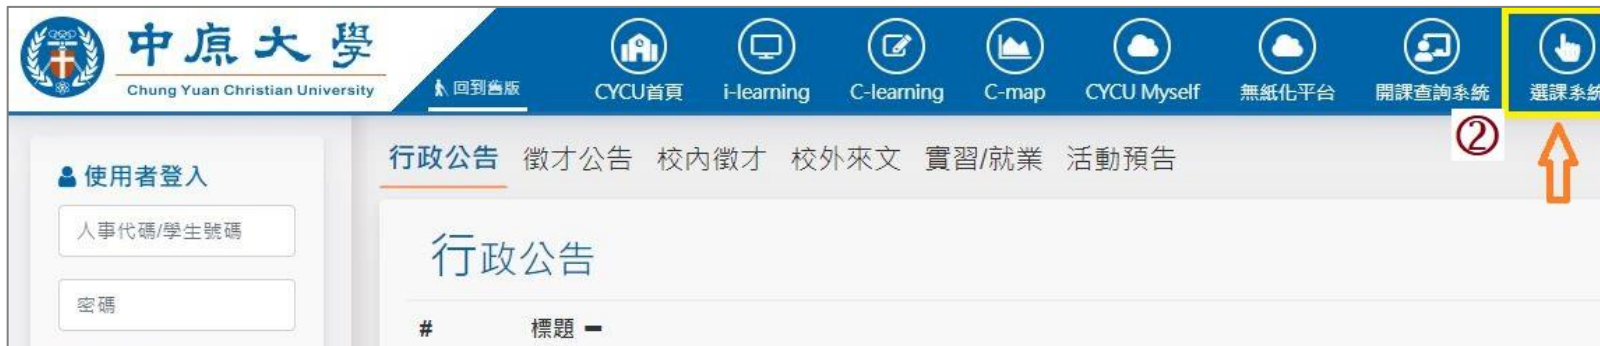 中原大學
Chung Yuan Christian University
回到舊版
CYCU首頁
i-learning
C-learning
C-map
CYCU Myself
無紙化平台
開課查詢系統
選課系統
②
使用者登入
人事代碼/學生號碼
密碼
行政公告 徵才公告 校內徵才 校外來文 實習/就業 活動預告
行政公告
# 標題